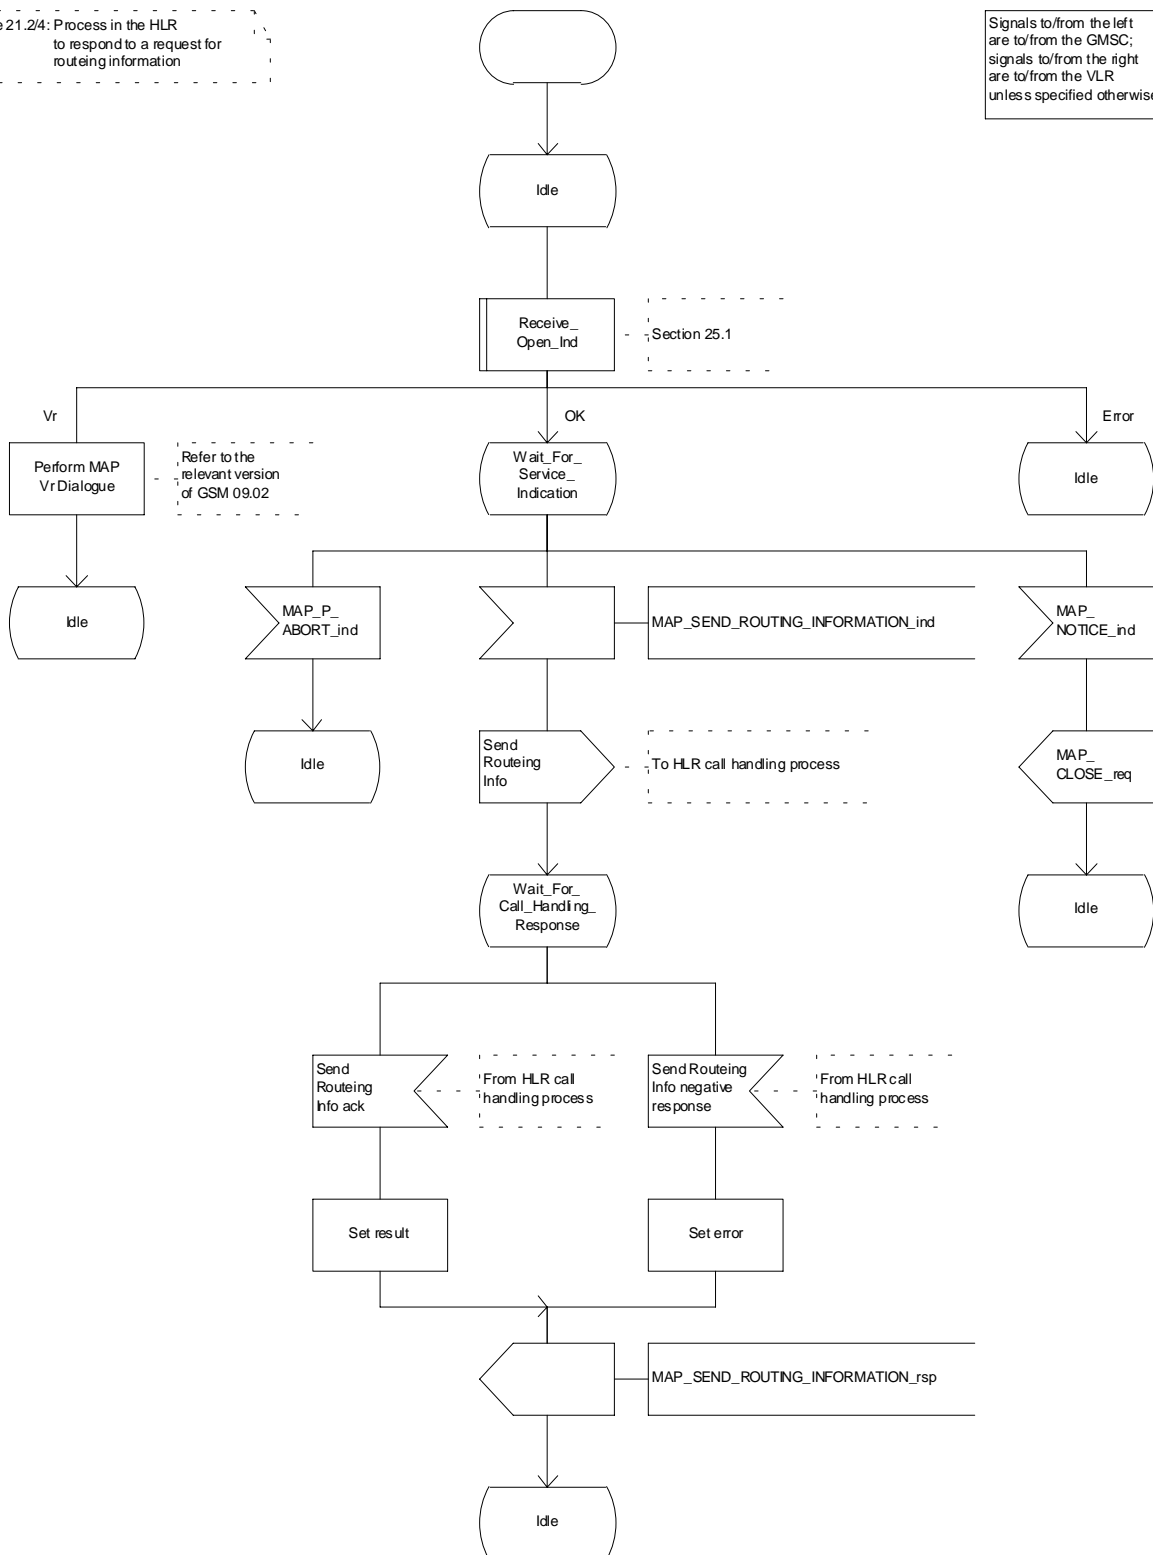 e 21.2/4: Process in the HLR
to respond to a request for
routeing information
Signals to/from the left
are to/from the GMSC;
signals to/from the right
are to/from the VLR
unless specified otherwise
Idle
Receive_
Open_Ind
Section 25.1
Vr
OK
Error
Perform MAP
Vr Dialogue
Refer to the
relevant version
of GSM 09.02
Wait_For_
Service_
Indication
Idle
Idle
MAP_P_
ABORT_ind
MAP_SEND_ROUTING_INFORMATION_ind
MAP_
NOTICE_ind
Idle
Send
Routeing
Info
To HLR call handling process
MAP_
CLOSE_req
Wait_For_
Call_Handling_
Response
Idle
Send
Routeing
Info ack
From HLR call
handling process
Send Routeing
Info negative
response
From HLR call
handling process
Set result
Set error
MAP_SEND_ROUTING_INFORMATION_rsp
Idle